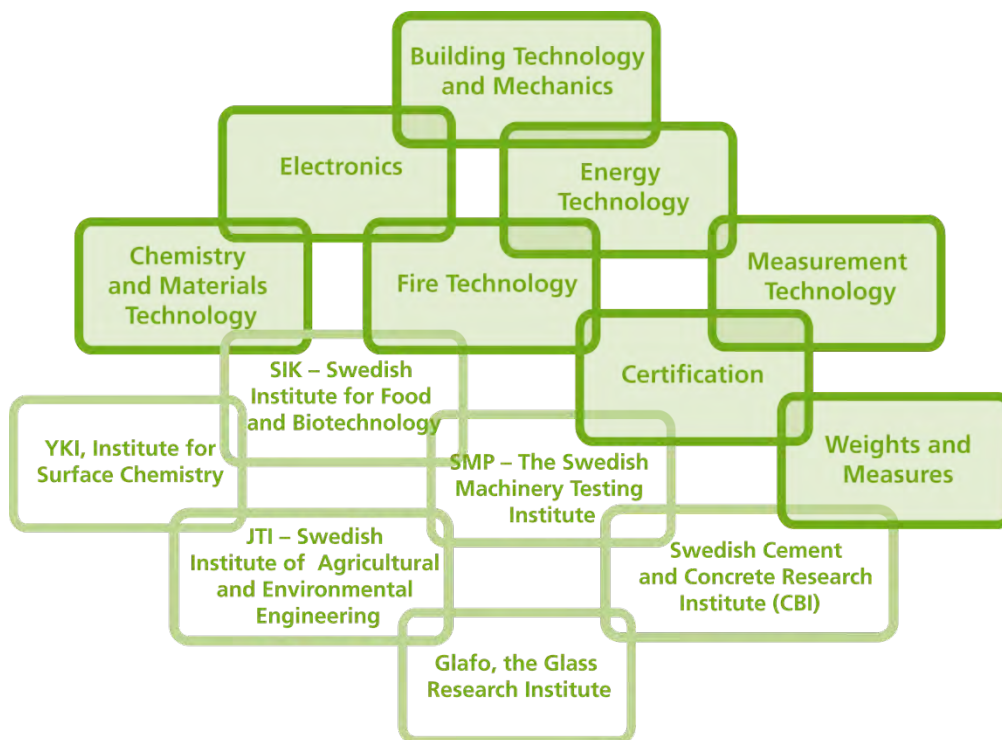 Building Technology
and Mechanics
Electronics
Energy
Technology
Chemistry
and Materials
Technology
Fire Technology
Measurement
Technology
SIK – Swedish
Institute for Food
and Biotechnology
Certification
YKI, Institute for
Surface Chemistry
SMP – The Swedish
Machinery Testing
Institute
Weights and
Measures
JTI – Swedish
Institute of Agricultural
and Environmental
Engineering
Swedish Cement
and Concrete Research
Institute (CBI)
Glafo, the Glass
Research Institute